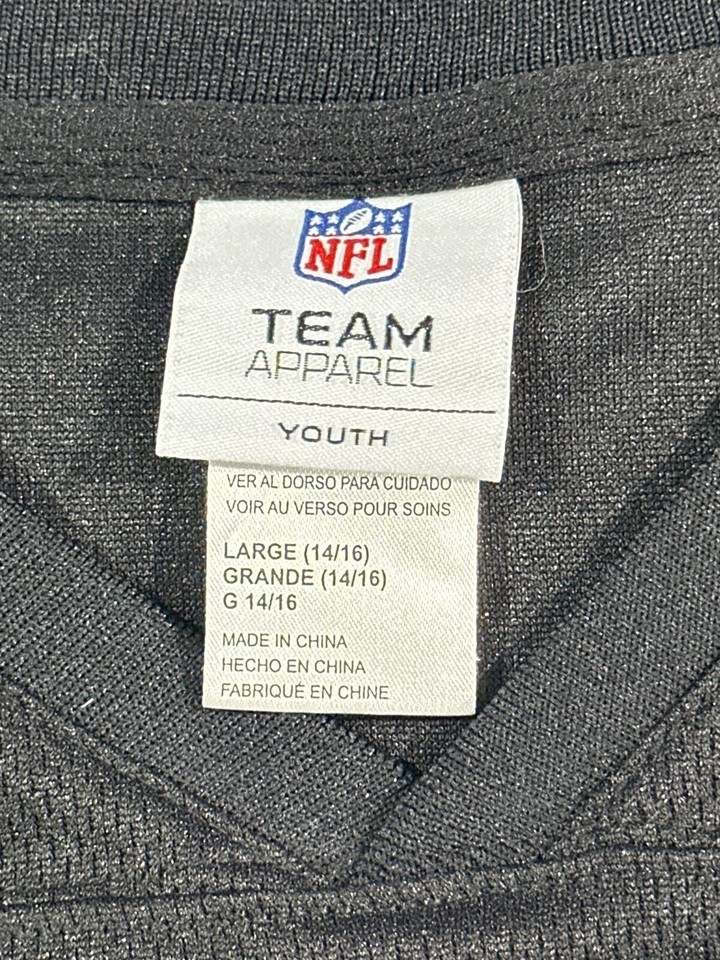 NFL
TEAM
APPAREL
YOUTH
VER AL DORSO PARA CUIDADO
VOIR AU VERSO POUR SOINS
LARGE (14/16)
GRANDE (14/16)
G 14/16
MADE IN CHINA
HECHO EN CHINA
FABRIQUÉ EN CHINE